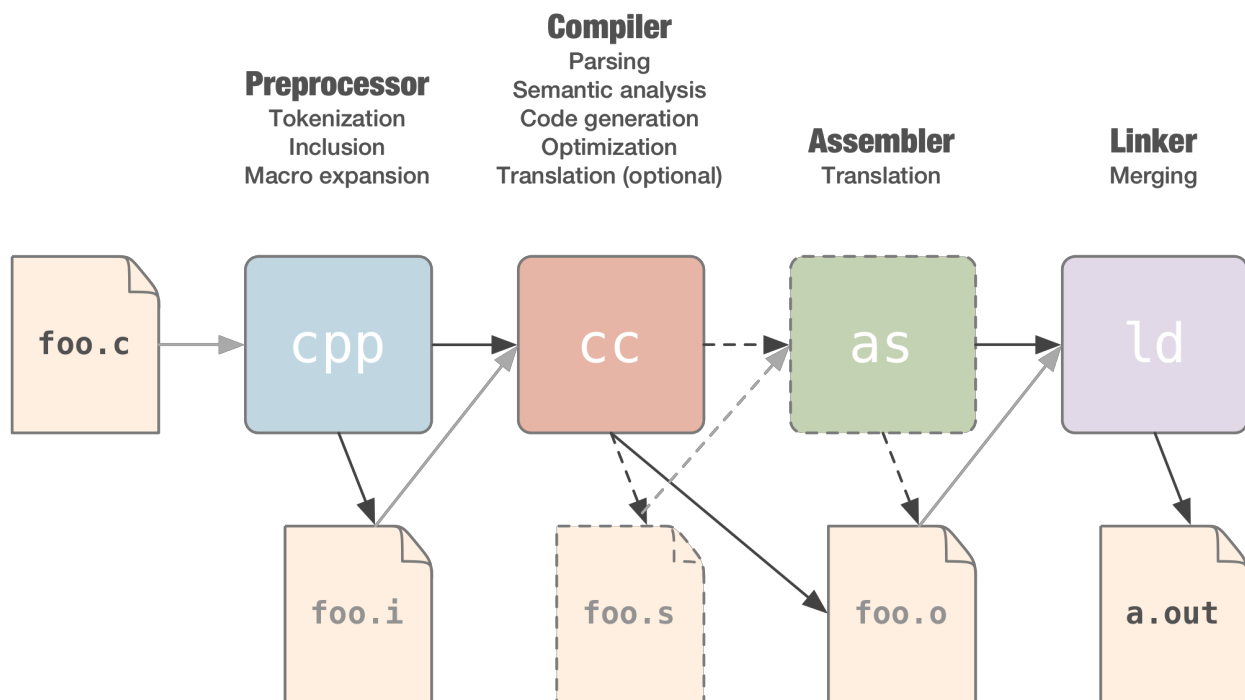 Preprocessor
Tokenization
Inclusion
Macro expansion
Compiler
Parsing
Semantic analysis
Code generation
Optimization
Translation (optional)
Assembler
Translation
Linker
Merging
foo.c
cpp
cc
as
ld
foo.i
foo.s
foo.o
a.out